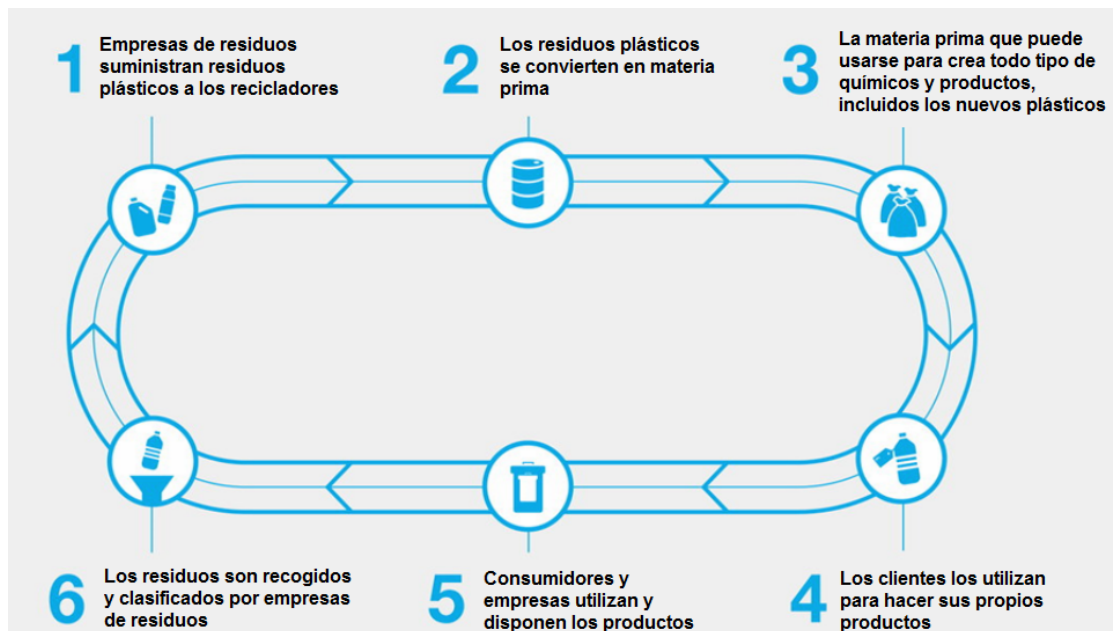 1
Empresas de residuos
suministran residuos
plásticos a los recicladores
2
Los residuos plásticos
se convierten en materia
prima
3
La materia prima que puede
usarse para crea todo tipo de
químicos y productos,
incluidos los nuevos plásticos
6
Los residuos son recogidos
y clasificados por empresas
de residuos
5
Consumidores y
empresas utilizan y
disponen los productos
4
Los clientes los utilizan
para hacer sus propios
productos